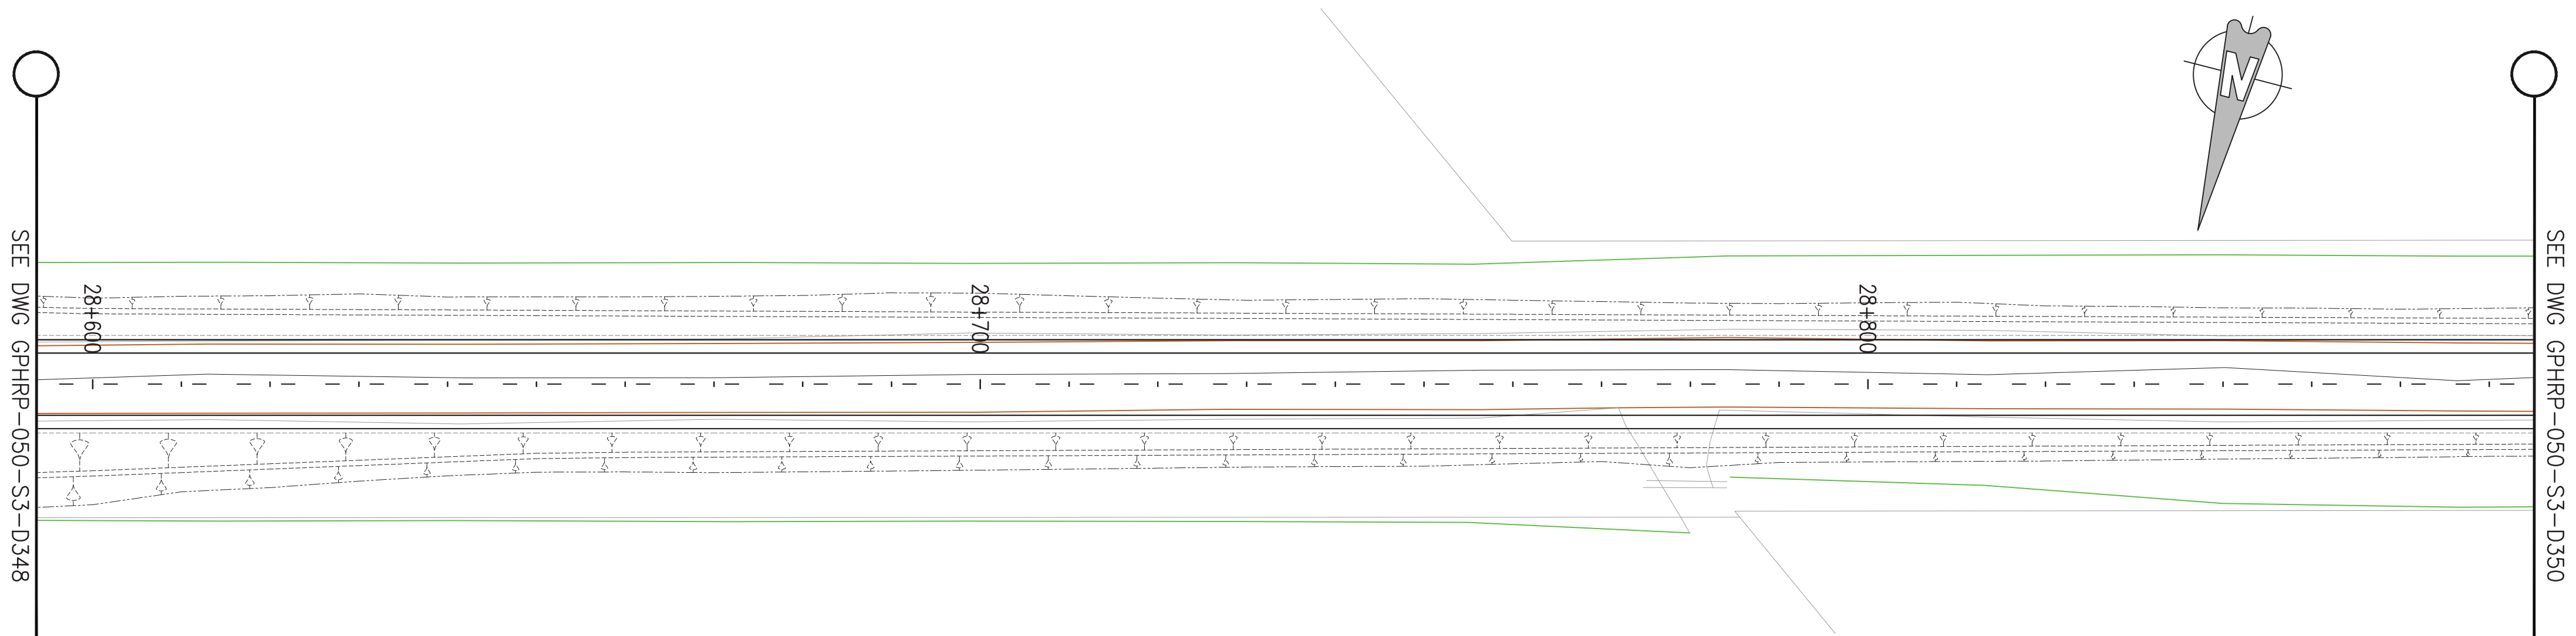 SEE DWG GPHRP-050-S3-D348
28+600
28+700
28+800
N
SEE DWG GPHRP-050-S3-D350